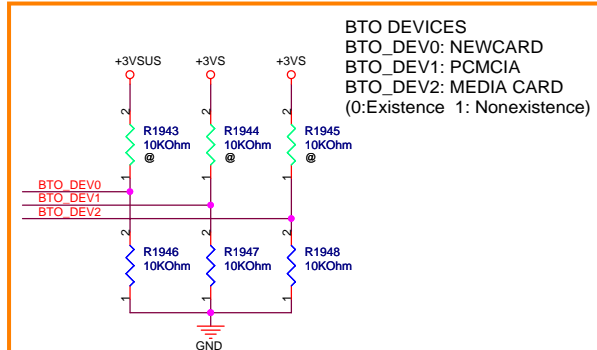 BTO DEVICES
BTO_DEV0: NEWCARD
BTO_DEV1: PCMCIA
BTO_DEV2: MEDIA CARD
(0:Existence 1: Nonexistence)
+3VSUS +3VS +3VS
2 2 2
R1943 R1944 R1945
10KOhm 10KOhm 10KOhm
@ @ @
1 1 1
BTO_DEV0
BTO_DEV1
BTO_DEV2
2 2 2
R1946 R1947 R1948
10KOhm 10KOhm 10KOhm
1 1 1
GND